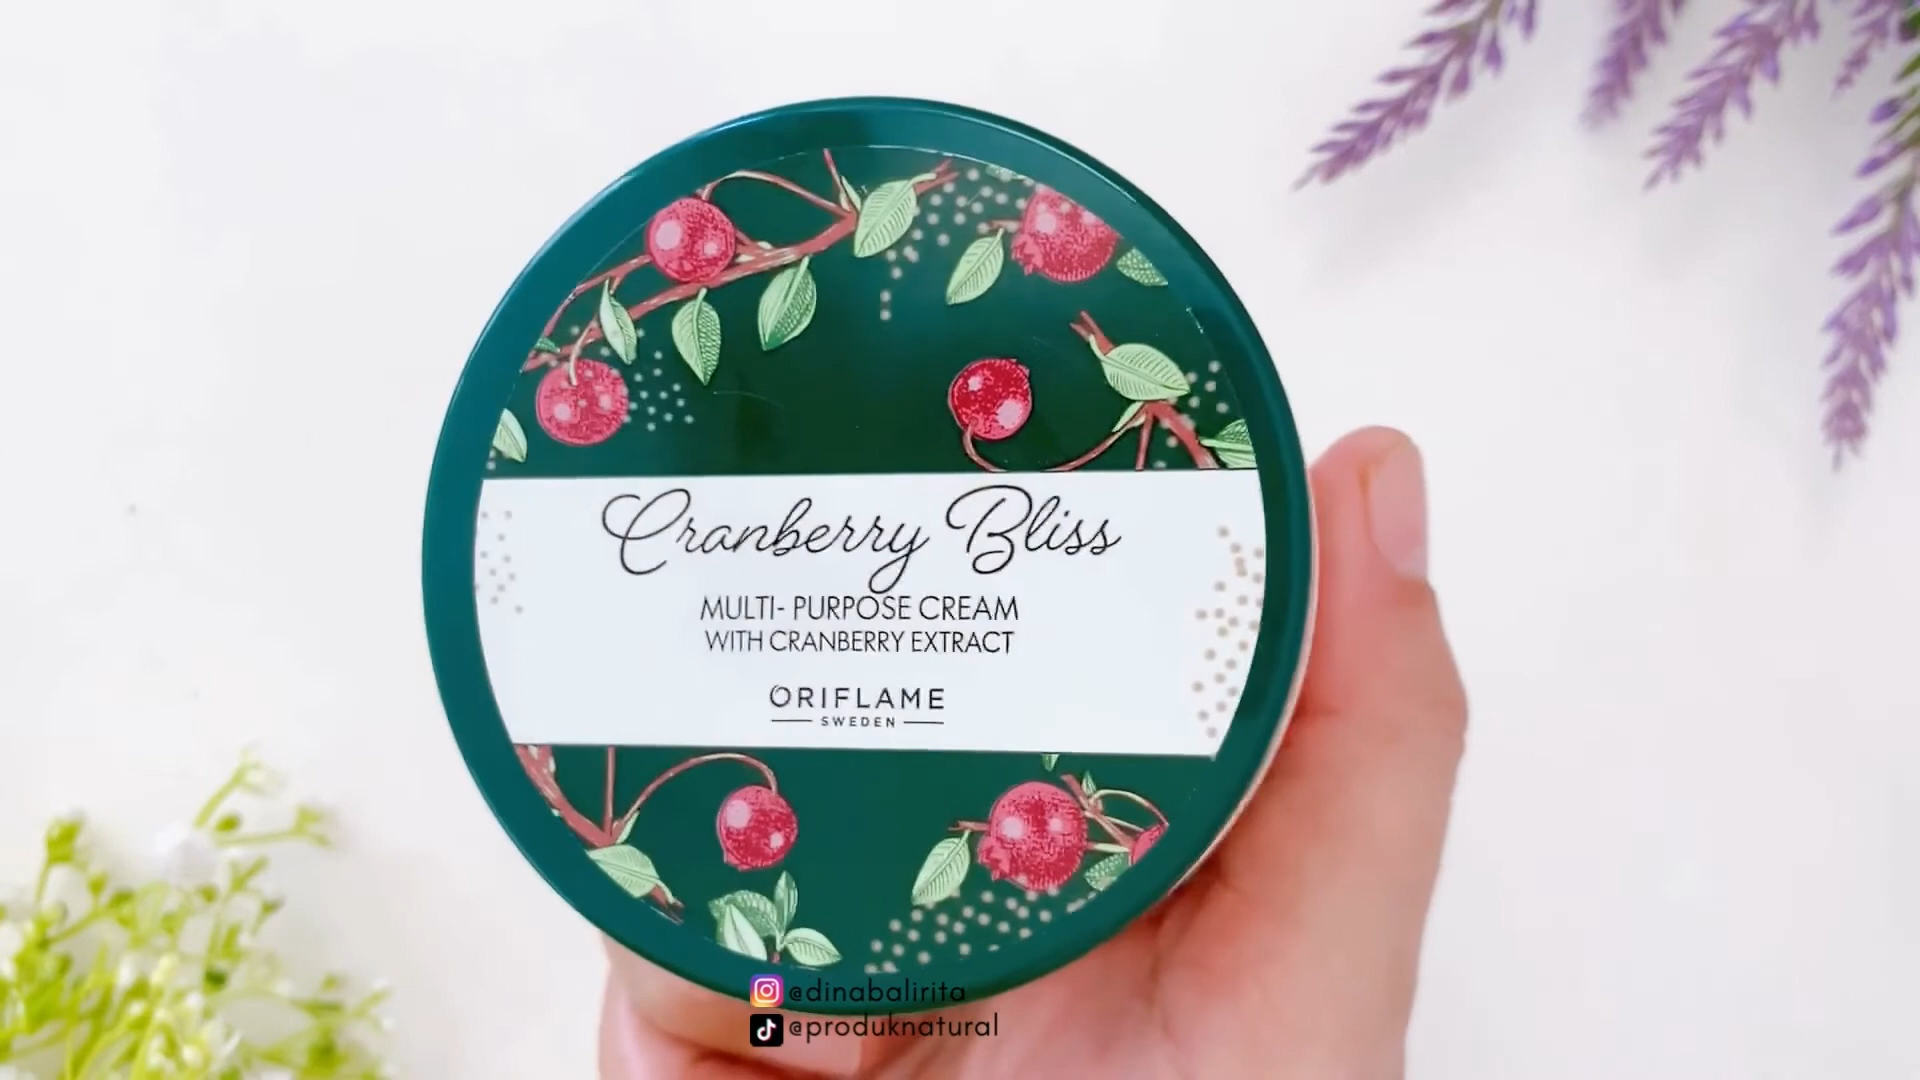 Cranberry Bliss
MULTI- PURPOSE CREAM
WITH CRANBERRY EXTRACT
ORIFLAME
SWEDEN
@dinabalirita
@produknatural